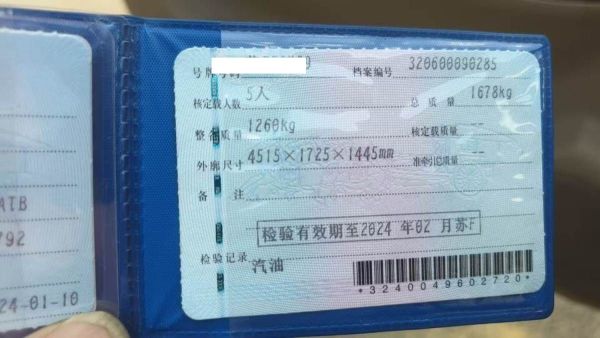 ATB
792
24-01-10
号牌号码
档案编号 320600090285
核定载人数 5人 总质量 1678kg
整备质量 1260kg 核定载质量 --
外廓尺寸 4515×1725×1445mm 准牵引总质量 --
备注
检验有效期至2024年02月苏F
检验记录
汽油
*3240049602720*